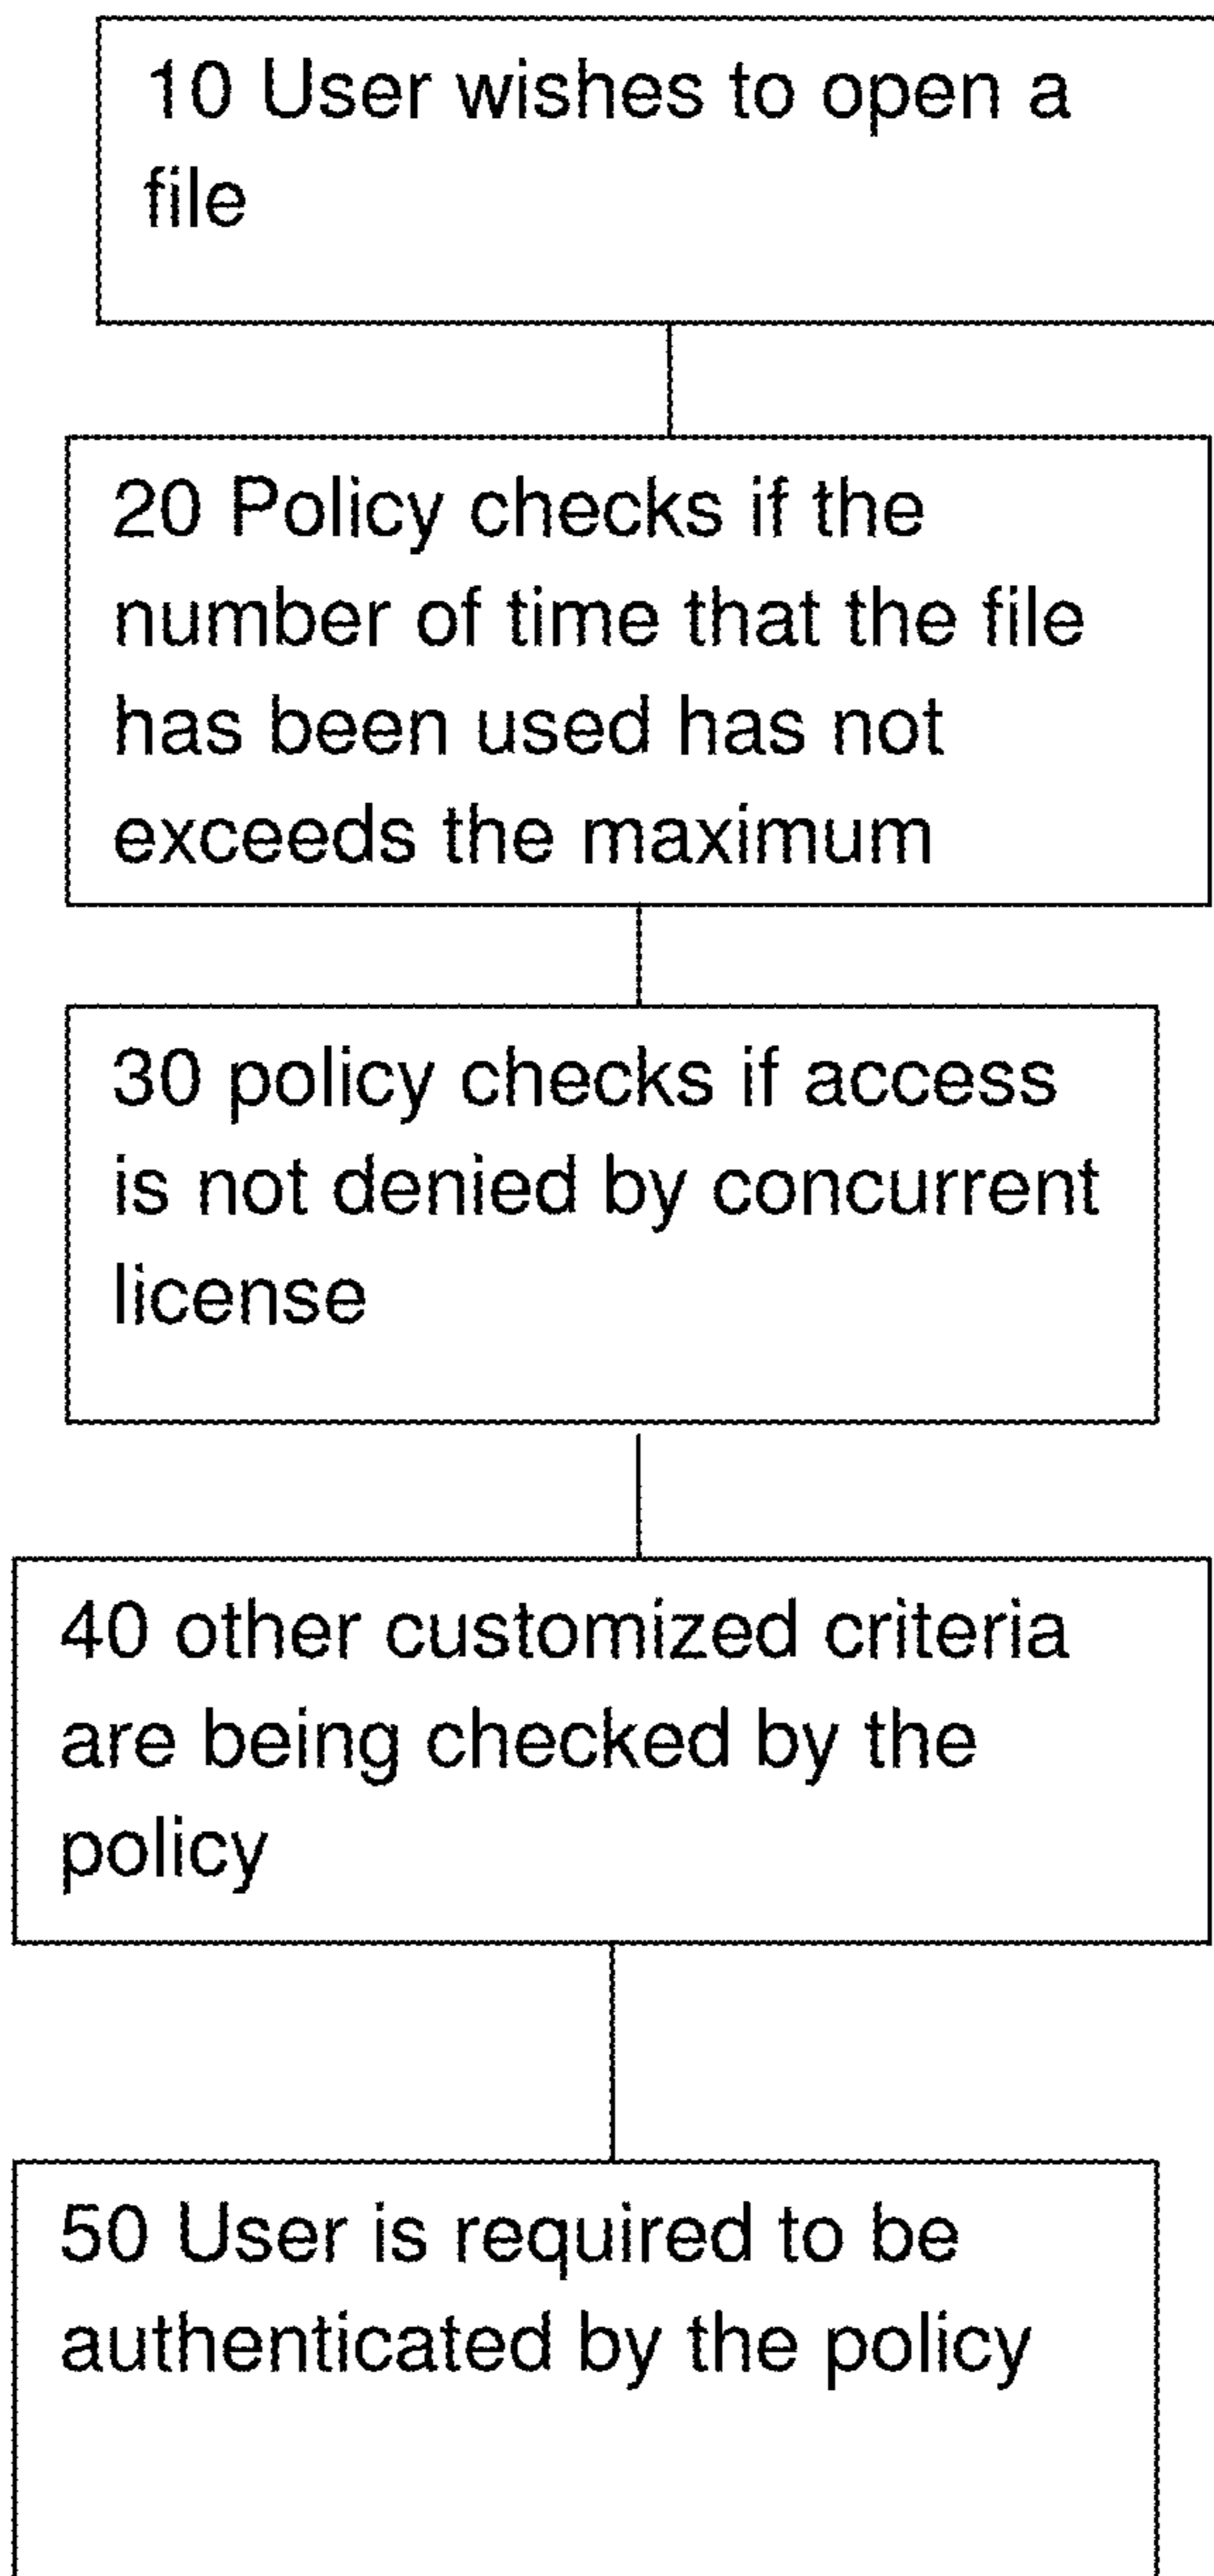 10 User wishes to open a
file
20 Policy checks if the
number of time that the file
has been used has not
exceeds the maximum
30 policy checks if access
is not denied by concurrent
license
40 other customized criteria
are being checked by the
policy
50 User is required to be
authenticated by the policy